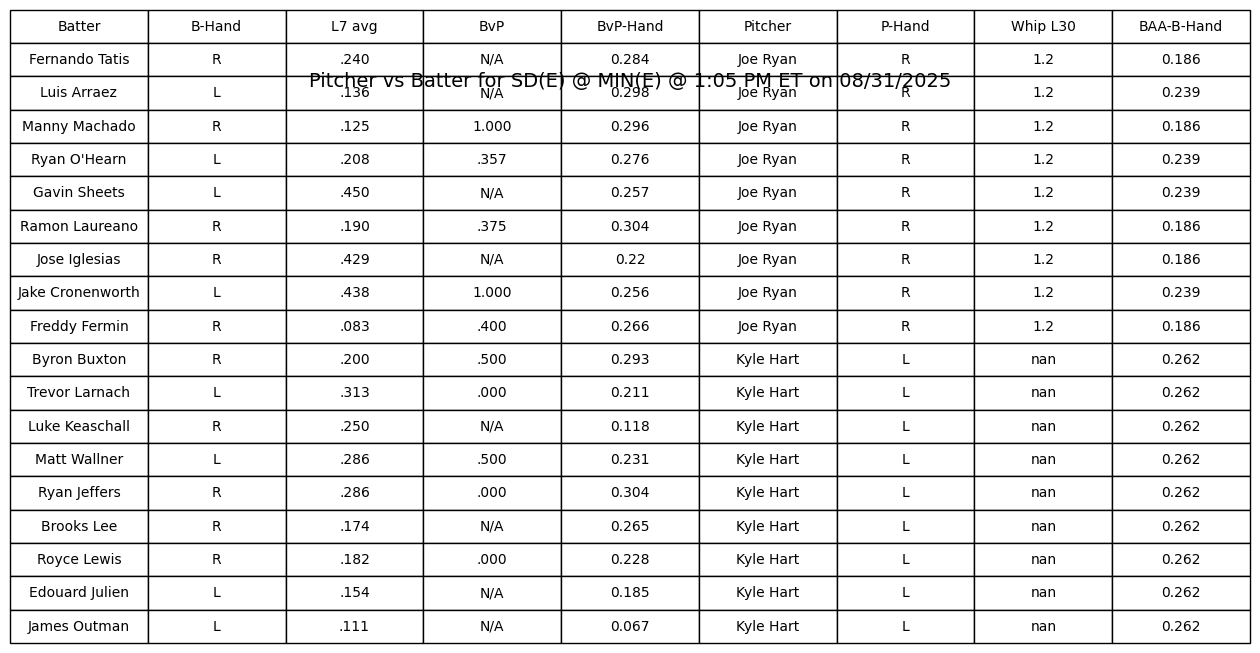 Batter B-Hand L7 avg BvP BvP-Hand Pitcher P-Hand Whip L30 BAA-B-Hand
Fernando Tatis R .240 N/A 0.284 Joe Ryan R 1.2 0.186
Pitcher vs Batter for SD(E) @ MIN(E) @ 1:05 PM ET on 08/31/2025
Luis Arraez L .136 N/A 0.298 Joe Ryan R 1.2 0.239
Manny Machado R .125 1.000 0.296 Joe Ryan R 1.2 0.186
Ryan O'Hearn L .208 .357 0.276 Joe Ryan R 1.2 0.239
Gavin Sheets L .450 N/A 0.257 Joe Ryan R 1.2 0.239
Ramon Laureano R .190 .375 0.304 Joe Ryan R 1.2 0.186
Jose Iglesias R .429 N/A 0.22 Joe Ryan R 1.2 0.186
Jake Cronenworth L .438 1.000 0.256 Joe Ryan R 1.2 0.239
Freddy Fermin R .083 .400 0.266 Joe Ryan R 1.2 0.186
Byron Buxton R .200 .500 0.293 Kyle Hart L nan 0.262
Trevor Larnach L .313 .000 0.211 Kyle Hart L nan 0.262
Luke Keaschall R .250 N/A 0.118 Kyle Hart L nan 0.262
Matt Wallner L .286 .500 0.231 Kyle Hart L nan 0.262
Ryan Jeffers R .286 .000 0.304 Kyle Hart L nan 0.262
Brooks Lee R .174 N/A 0.265 Kyle Hart L nan 0.262
Royce Lewis R .182 .000 0.228 Kyle Hart L nan 0.262
Edouard Julien L .154 N/A 0.185 Kyle Hart L nan 0.262
James Outman L .111 N/A 0.067 Kyle Hart L nan 0.262